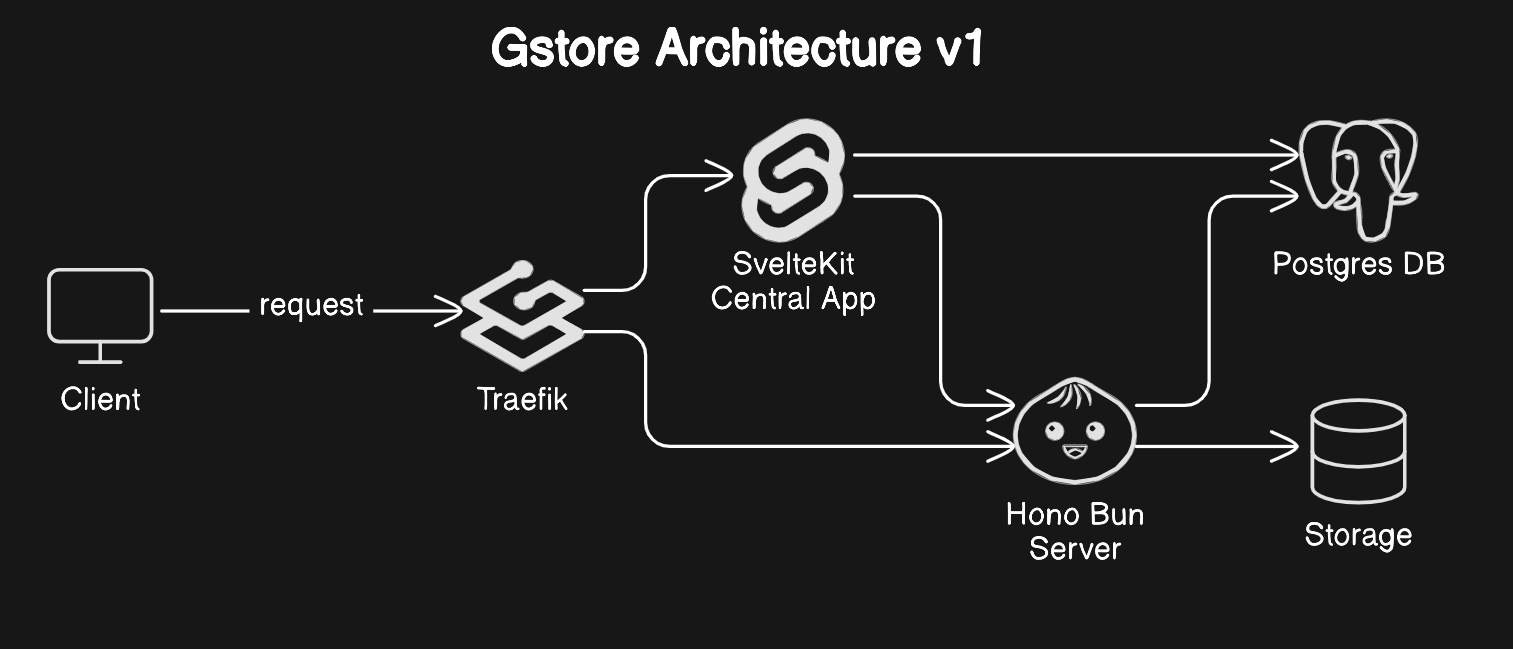 Gstore Architecture v1
request
Client
Traefik
SvelteKit
Central App
Postgres DB
Hono Bun
Server
Storage